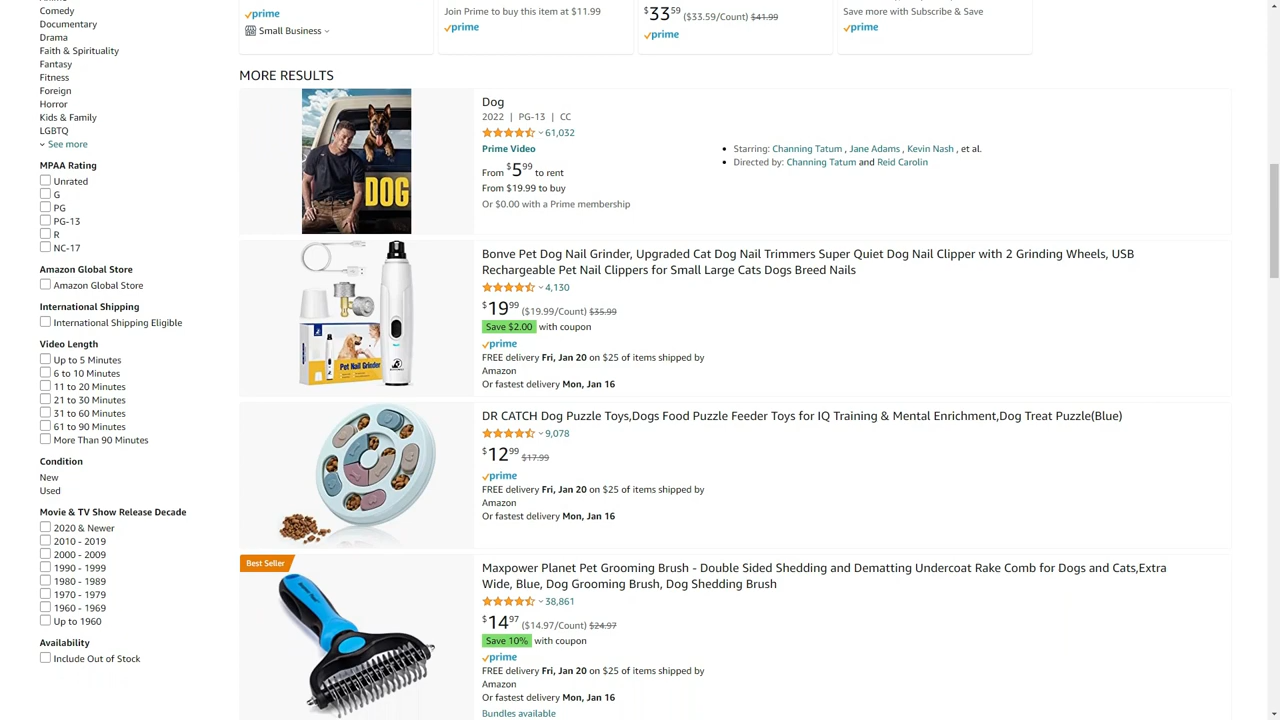 Comedy
Documentary
Drama
Faith & Spirituality
Fantasy
Fitness
Foreign
Horror
Kids & Family
LGBTQ
See more
MPAA Rating
Unrated
G
PG
PG-13
R
NC-17
Amazon Global Store
Amazon Global Store
International Shipping
International Shipping Eligible
Video Length
Up to 5 Minutes
6 to 10 Minutes
11 to 20 Minutes
21 to 30 Minutes
31 to 60 Minutes
61 to 90 Minutes
More Than 90 Minutes
Condition
New
Used
Movie & TV Show Release Decade
2020 & Newer
2010 - 2019
2000 - 2009
1990 - 1999
1980 - 1989
1970 - 1979
1960 - 1969
Up to 1960
Availability
Include Out of Stock
prime
Small Business
Join Prime to buy this item at $11.99
prime
$33.59 ($33.59/Count) $41.99
prime
Save more with Subscribe & Save
prime
MORE RESULTS
DOG
Dog
2022 | PG-13 | CC
61,032
Prime Video
From $5.99 to rent
From $19.99 to buy
Or $0.00 with a Prime membership
Starring: Channing Tatum , Jane Adams , Kevin Nash , et al.
Directed by: Channing Tatum and Reid Carolin
Pet Nail Grinder
Bonve Pet Dog Nail Grinder, Upgraded Cat Dog Nail Trimmers Super Quiet Dog Nail Clipper with 2 Grinding Wheels, USB
Rechargeable Pet Nail Clippers for Small Large Cats Dogs Breed Nails
4,130
$19.99 ($19.99/Count) $35.99
Save $2.00 with coupon
prime
FREE delivery Fri, Jan 20 on $25 of items shipped by
Amazon
Or fastest delivery Mon, Jan 16
DR CATCH Dog Puzzle Toys,Dogs Food Puzzle Feeder Toys for IQ Training & Mental Enrichment,Dog Treat Puzzle(Blue)
9,078
$12.99 $17.99
prime
FREE delivery Fri, Jan 20 on $25 of items shipped by
Amazon
Or fastest delivery Mon, Jan 16
Best Seller
Maxpower Planet Pet Grooming Brush - Double Sided Shedding and Dematting Undercoat Rake Comb for Dogs and Cats,Extra
Wide, Blue, Dog Grooming Brush, Dog Shedding Brush
38,861
$14.97 ($14.97/Count) $24.97
Save 10% with coupon
prime
FREE delivery Fri, Jan 20 on $25 of items shipped by
Amazon
Or fastest delivery Mon, Jan 16
Bundles available